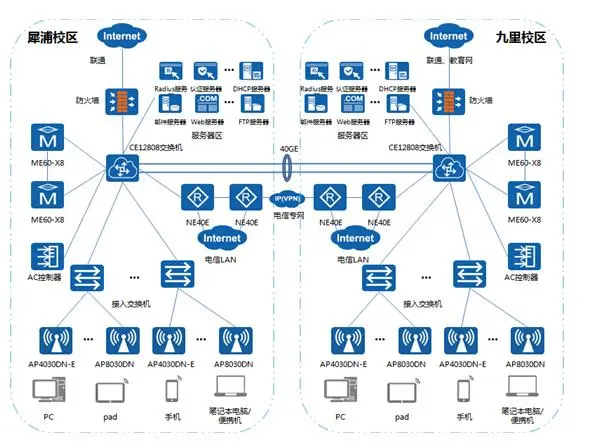 犀浦校区
Internet
联通
防火墙
Radius服务
认证服务器
DHCP服务器
邮件服务器
.COM
Web服务器
FTP服务器
服务器区
CE12808交换机
M
ME60-X8
M
ME60-X8
R
NE40E
R
NE40E
Internet
电信LAN
AC控制器
接入交换机
AP4030DN-E
AP8030DN
AP4030DN-E
AP8030DN
PC
pad
手机
笔记本电脑/
便携机
40GE
IP(VPN)
电信专网
九里校区
Internet
联通、教育网
防火墙
Radius服务
认证服务器
DHCP服务器
邮件服务器
.COM
Web服务器
FTP服务器
服务器区
CE12808交换机
M
ME60-X8
M
ME60-X8
R
NE40E
R
NE40E
Internet
电信LAN
AC控制器
接入交换机
AP4030DN-E
AP8030DN
AP4030DN-E
AP8030DN
PC
pad
手机
笔记本电脑/
便携机